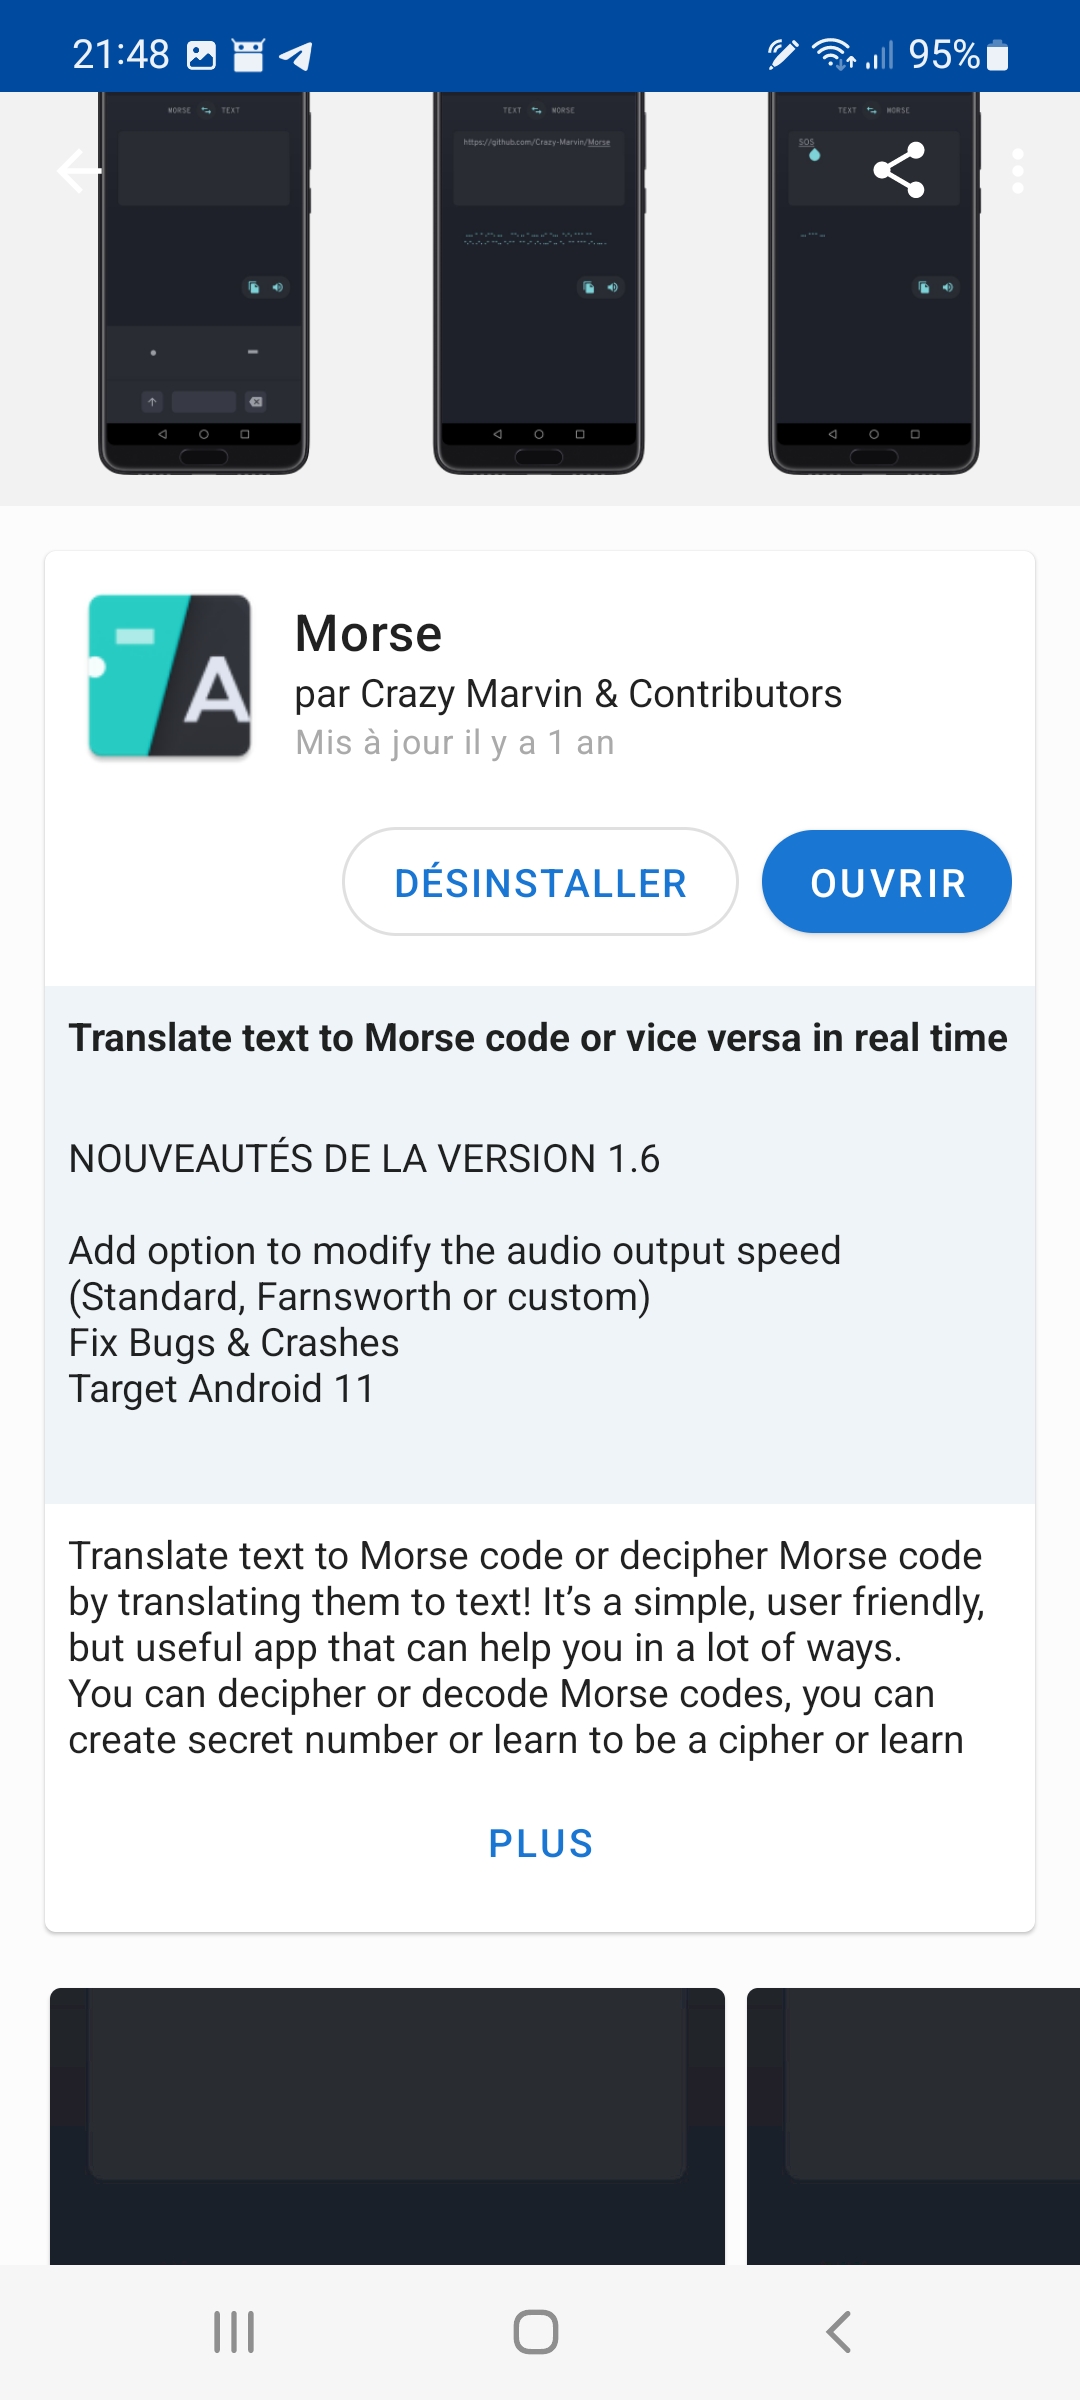 21:48
95%
MORSE TEXT
TEXT MORSE
TEXT MORSE
https://github.com/Crazy-Marvin/Morse
SOS
A
Morse
par Crazy Marvin & Contributors
Mis à jour il y a 1 an
DÉSINSTALLER
OUVRIR
Translate text to Morse code or vice versa in real time
NOUVEAUTÉS DE LA VERSION 1.6
Add option to modify the audio output speed
(Standard, Farnsworth or custom)
Fix Bugs & Crashes
Target Android 11
Translate text to Morse code or decipher Morse code
by translating them to text! It’s a simple, user friendly,
but useful app that can help you in a lot of ways.
You can decipher or decode Morse codes, you can
create secret number or learn to be a cipher or learn
PLUS